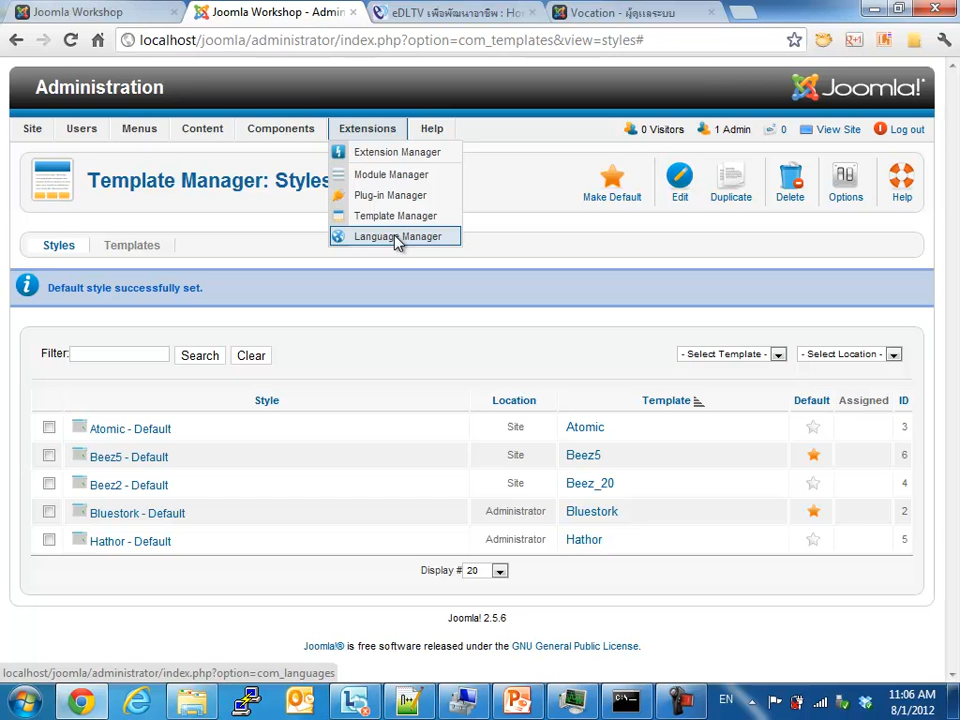 Joomla Workshop
Joomla Workshop - Admin
eDLTV เพื่อพัฒนาอาชีพ : Ho
Vocation - ผู้ดูแลระบบ
localhost/joomla/administrator/index.php?option=com_templates&view=styles#
Administration
Joomla!
Site Users Menus Content Components Extensions Help
0 Visitors 1 Admin 0 View Site Log out
Extension Manager
Module Manager
Plug-in Manager
Template Manager
Language Manager
Template Manager: Styles
Make Default Edit Duplicate Delete Options Help
Styles Templates
Default style successfully set.
Filter: Search Clear - Select Template - - Select Location -
Style Location Template Default Assigned ID
Atomic - Default Site Atomic 3
Beez5 - Default Site Beez5 6
Beez2 - Default Site Beez_20 4
Bluestork - Default Administrator Bluestork 2
Hathor - Default Administrator Hathor 5
Display # 20
Joomla! 2.5.6
Joomla!® is free software released under the GNU General Public License.
localhost/joomla/administrator/index.php?option=com_languages
EN
11:06 AM
8/1/2012